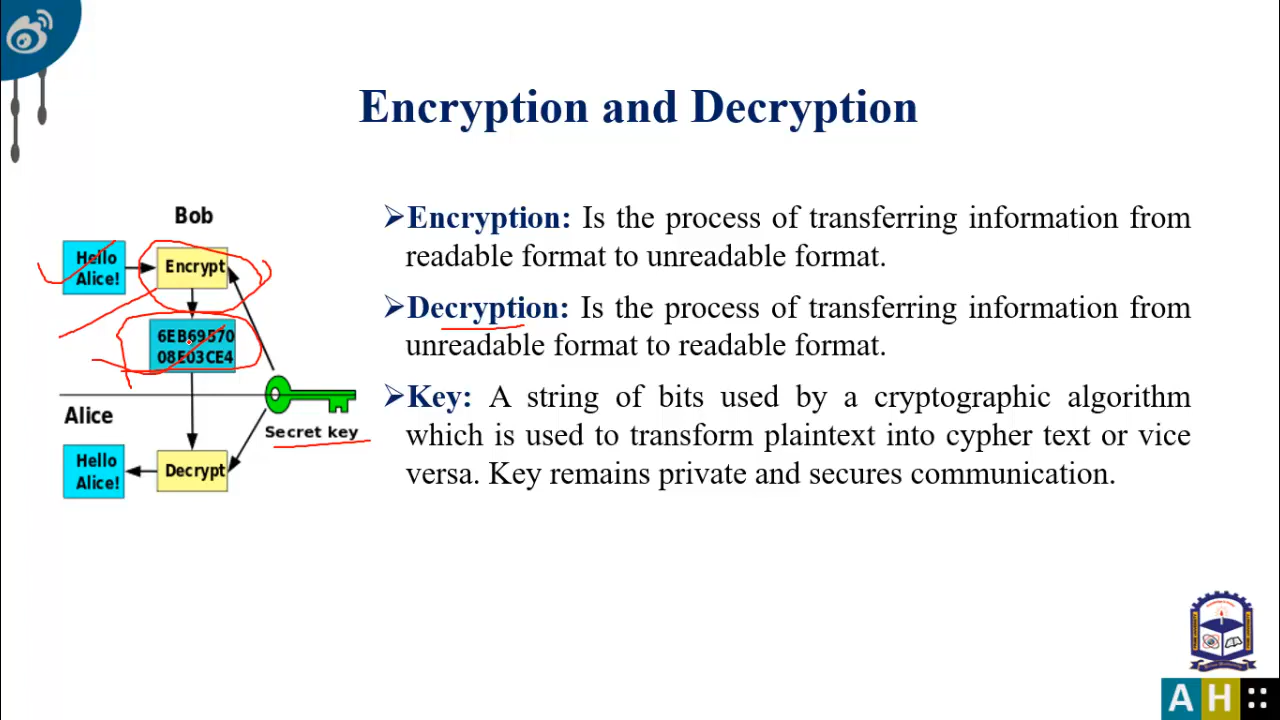 Encryption and Decryption
Bob
Hello
Alice!
Encrypt
6EB69570
08E03CE4
Alice
Secret key
Hello
Alice!
Decrypt
➢Encryption: Is the process of transferring information from
readable format to unreadable format.
➢Decryption: Is the process of transferring information from
unreadable format to readable format.
➢Key: A string of bits used by a cryptographic algorithm
which is used to transform plaintext into cypher text or vice
versa. Key remains private and secures communication.
A H ::